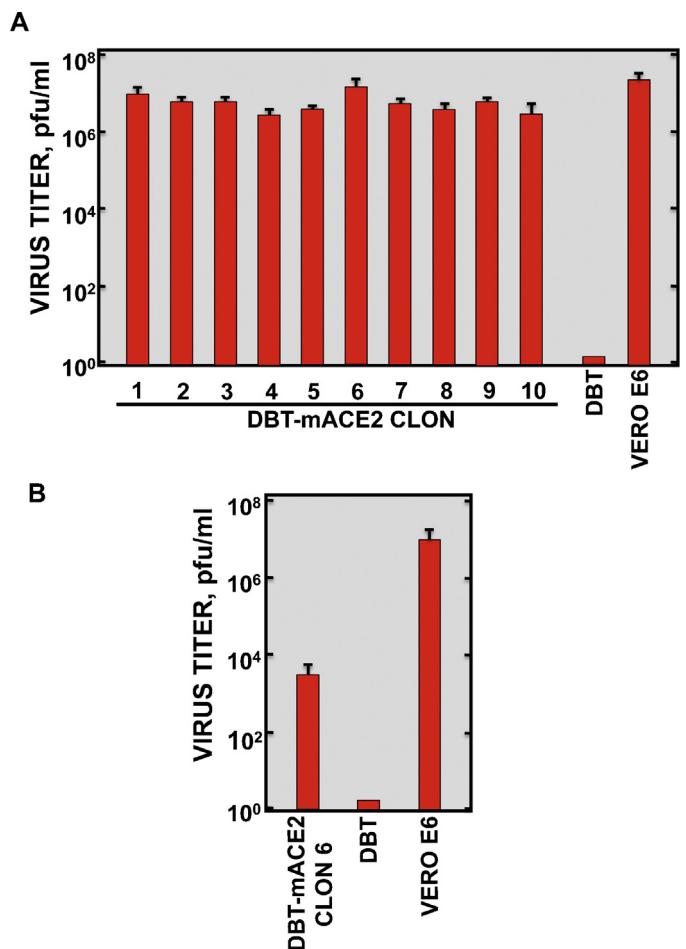 A
VIRUS TITER, pfu/ml
10⁸
10⁶
10⁴
10²
10⁰
1 2 3 4 5 6 7 8 9 10
DBT-mACE2 CLON
DBT
VERO E6
B
VIRUS TITER, pfu/ml
10⁸
10⁶
10⁴
10²
10⁰
DBT-mACE2
CLON 6
DBT
VERO E6